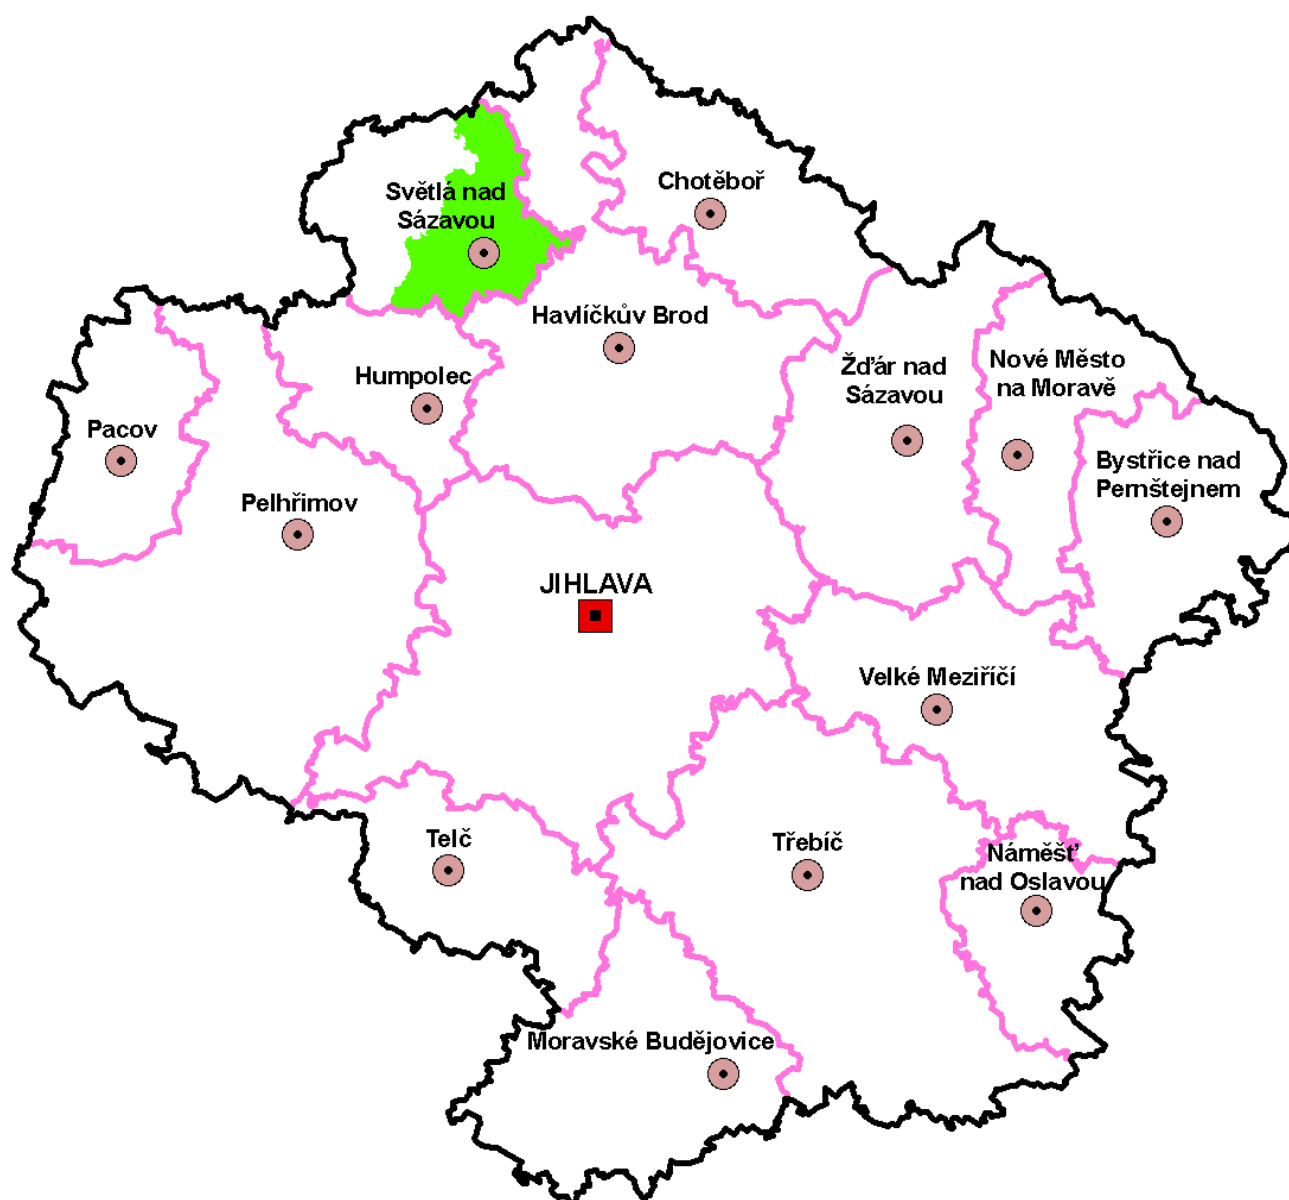 Chotěboř
Světlá nad
Sázavou
Havlíčkův Brod
Žďár nad
Sázavou
Nové Město
na Moravě
Humpolec
Pacov
Bystřice nad
Pernštejnem
Pelhřimov
JIHLAVA
Velké Meziříčí
Telč
Třebíč
Náměšť
nad Oslavou
Moravské Budějovice